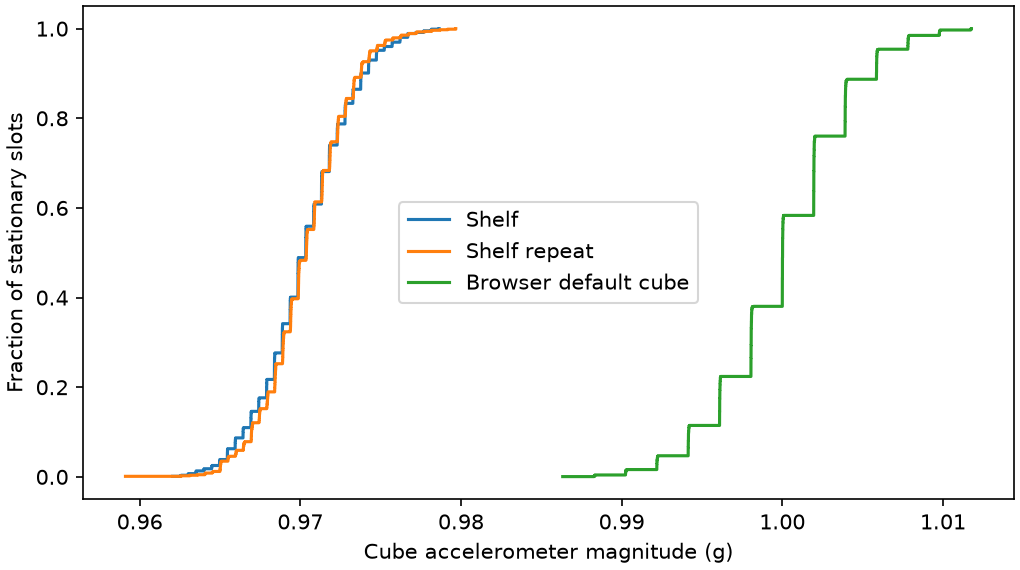 Fraction of stationary slots
1.0
0.8
0.6
0.4
0.2
0.0
Shelf
Shelf repeat
Browser default cube
0.96
0.97
0.98
0.99
1.00
1.01
Cube accelerometer magnitude (g)